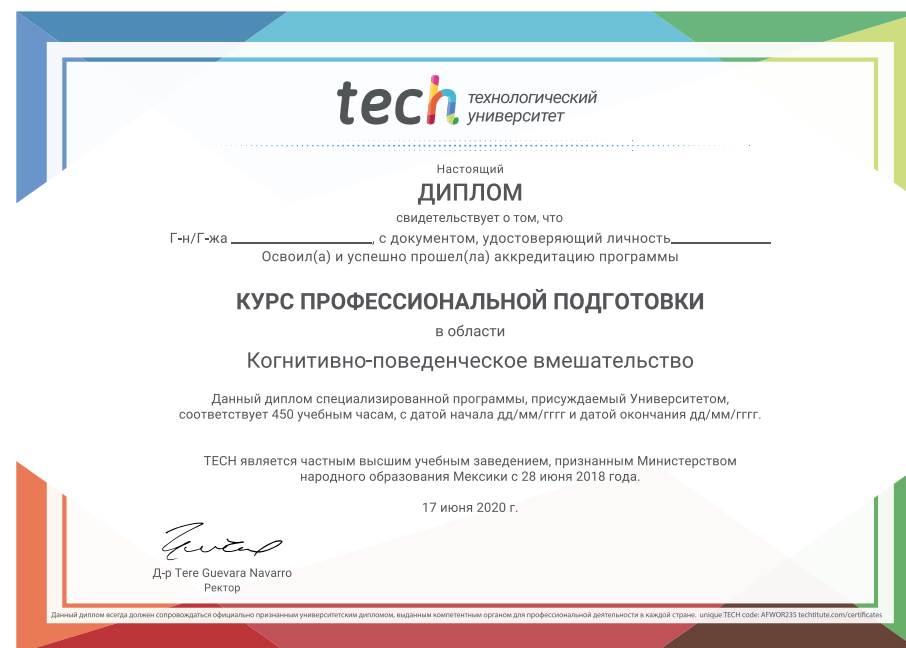 tech технологический
университет
Настоящий
ДИПЛОМ
свидетельствует о том, что
Г-н/Г-жа ____________________, с документом, удостоверяющий личность______________
Освоил(а) и успешно прошел(ла) аккредитацию программы
КУРС ПРОФЕССИОНАЛЬНОЙ ПОДГОТОВКИ
в области
Когнитивно-поведенческое вмешательство
Данный диплом специализированной программы, присуждаемый Университетом,
соответствует 450 учебным часам, с датой начала дд/мм/гггг и датой окончания дд/мм/гггг.
TECH является частным высшим учебным заведением, признанным Министерством
народного образования Мексики с 28 июня 2018 года.
17 июня 2020 г.
Д-р Tere Guevara Navarro
Ректор
Данный диплом всегда должен сопровождаться официально признанным университетским дипломом, выданным компетентным органом для профессиональной деятельности в каждой стране. unique TECH code: AFWOR23S techtitute.com/certificates